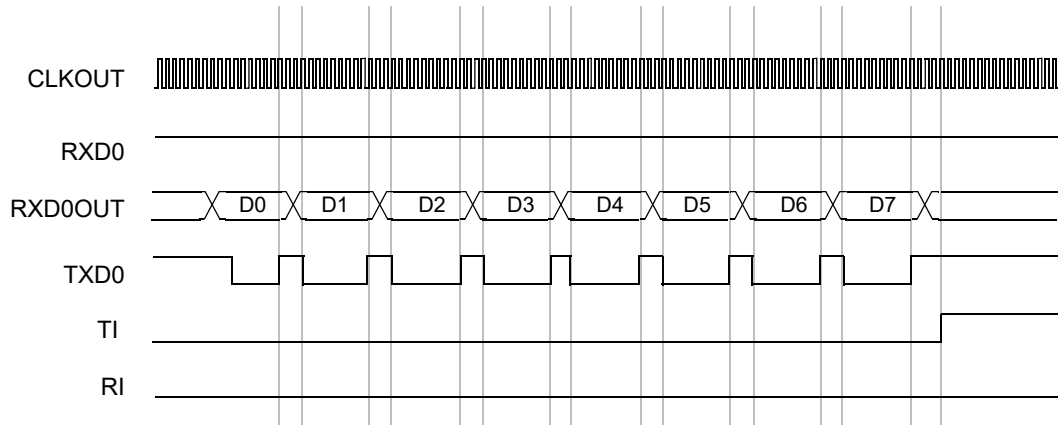 CLKOUT
RXD0
RXD0OUT D0 D1 D2 D3 D4 D5 D6 D7
TXD0
TI
RI